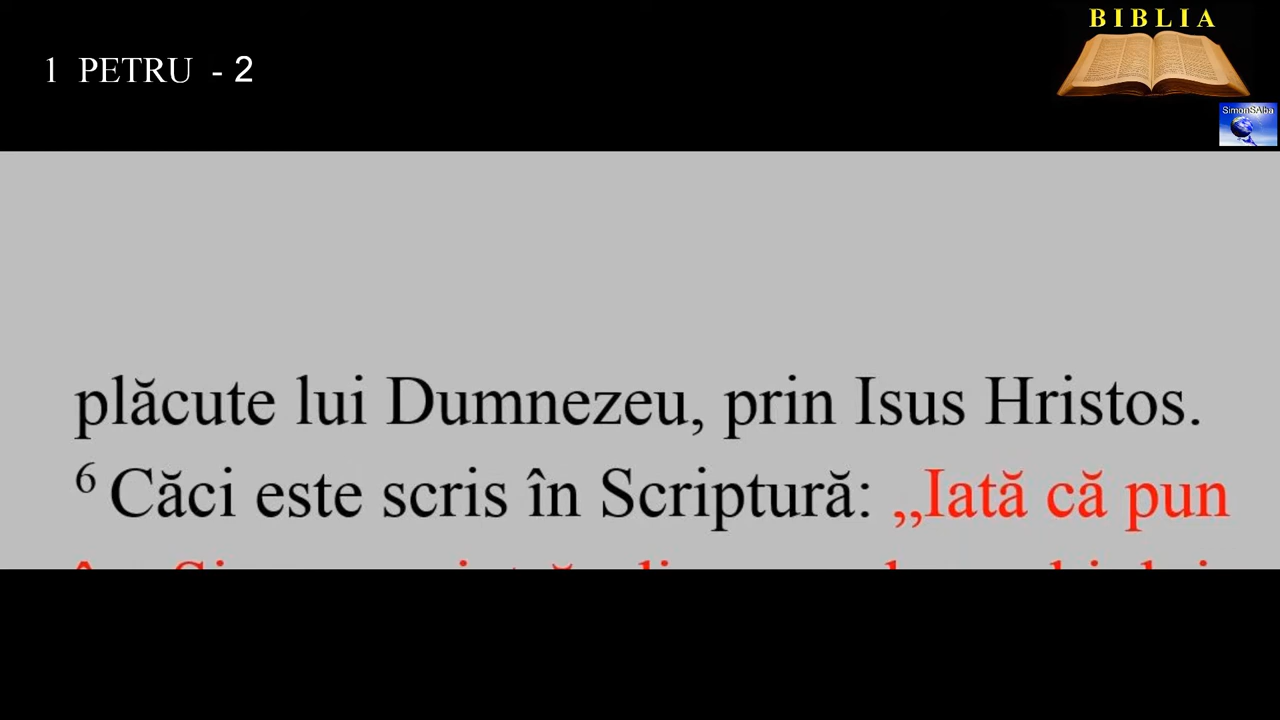 BIBLIA
1 PETRU - 2
SimonSAlba
plăcute lui Dumnezeu, prin Isus Hristos.
6 Căci este scris în Scriptură: „Iată că pun